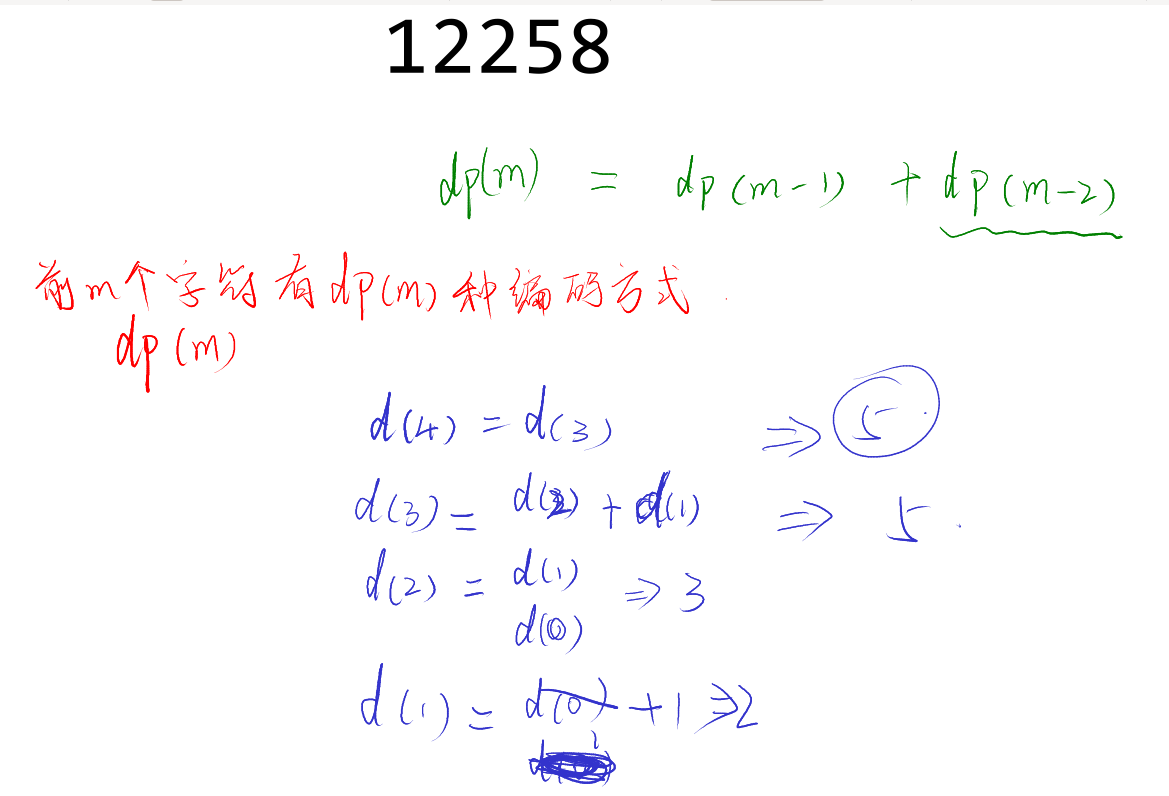 12258
dp(m) = dp(m-1) + dp(m-2)
前m个字符有dp(m)种编码方式.
dp(m)
d(4) = d(3) ⇒ 5
d(3) = d(2) + d(1) ⇒ 5.
d(2) = d(1) ⇒ 3
d(0)
d(1) = d(0) + 1 ⇒ 2